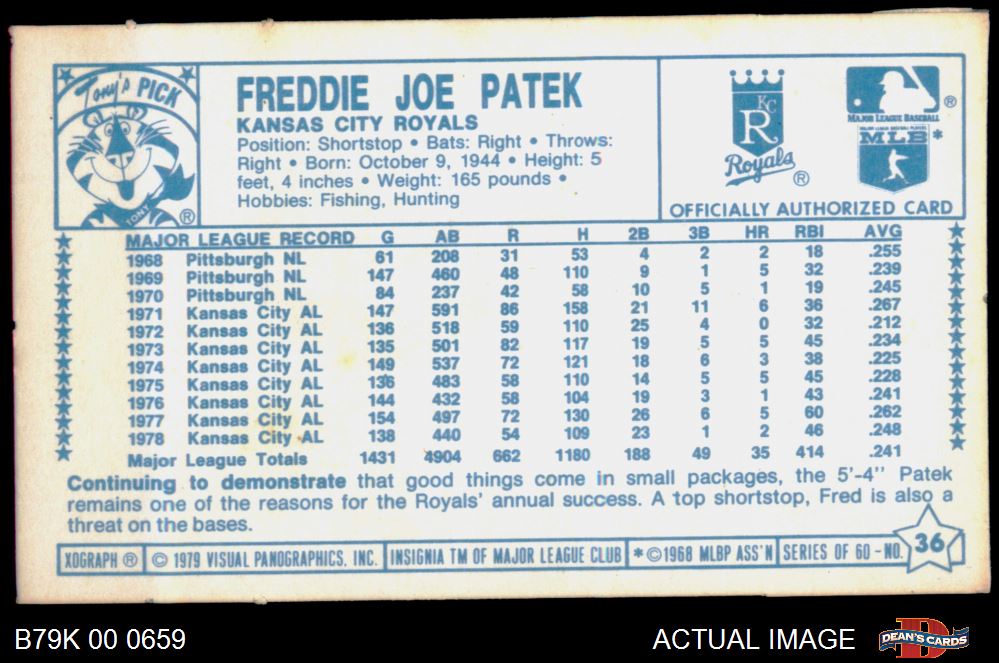 Tony's PICK
TONY ®
FREDDIE JOE PATEK
KANSAS CITY ROYALS
Position: Shortstop • Bats: Right • Throws:
Right • Born: October 9, 1944 • Height: 5
feet, 4 inches • Weight: 165 pounds •
Hobbies: Fishing, Hunting
KC
R
Royals ®
®
MAJOR LEAGUE BASEBALL
MAJOR LEAGUE BASEBALL PLAYERS
MLB *
OFFICIALLY AUTHORIZED CARD
MAJOR LEAGUE RECORD G AB R H 2B 3B HR RBI AVG
1968 Pittsburgh NL 61 208 31 53 4 2 2 18 .255
1969 Pittsburgh NL 147 460 48 110 9 1 5 32 .239
1970 Pittsburgh NL 84 237 42 58 10 5 1 19 .245
1971 Kansas City AL 147 591 86 158 21 11 6 36 .267
1972 Kansas City AL 136 518 59 110 25 4 0 32 .212
1973 Kansas City AL 135 501 82 117 19 5 5 45 .234
1974 Kansas City AL 149 537 72 121 18 6 3 38 .225
1975 Kansas City AL 136 483 58 110 14 5 5 45 .228
1976 Kansas City AL 144 432 58 104 19 3 1 43 .241
1977 Kansas City AL 154 497 72 130 26 6 5 60 .262
1978 Kansas City AL 138 440 54 109 23 1 2 46 .248
Major League Totals 1431 4904 662 1180 188 49 35 414 .241
Continuing to demonstrate that good things come in small packages, the 5'-4" Patek
remains one of the reasons for the Royals' annual success. A top shortstop, Fred is also a
threat on the bases.
XOGRAPH ® © 1979 VISUAL PANOGRAPHICS, INC. INSIGNIA TM OF MAJOR LEAGUE CLUB * ©1968 MLBP ASS'N SERIES OF 60 - NO. 36
B79K 00 0659
ACTUAL IMAGE
D
DEAN'S CARDS